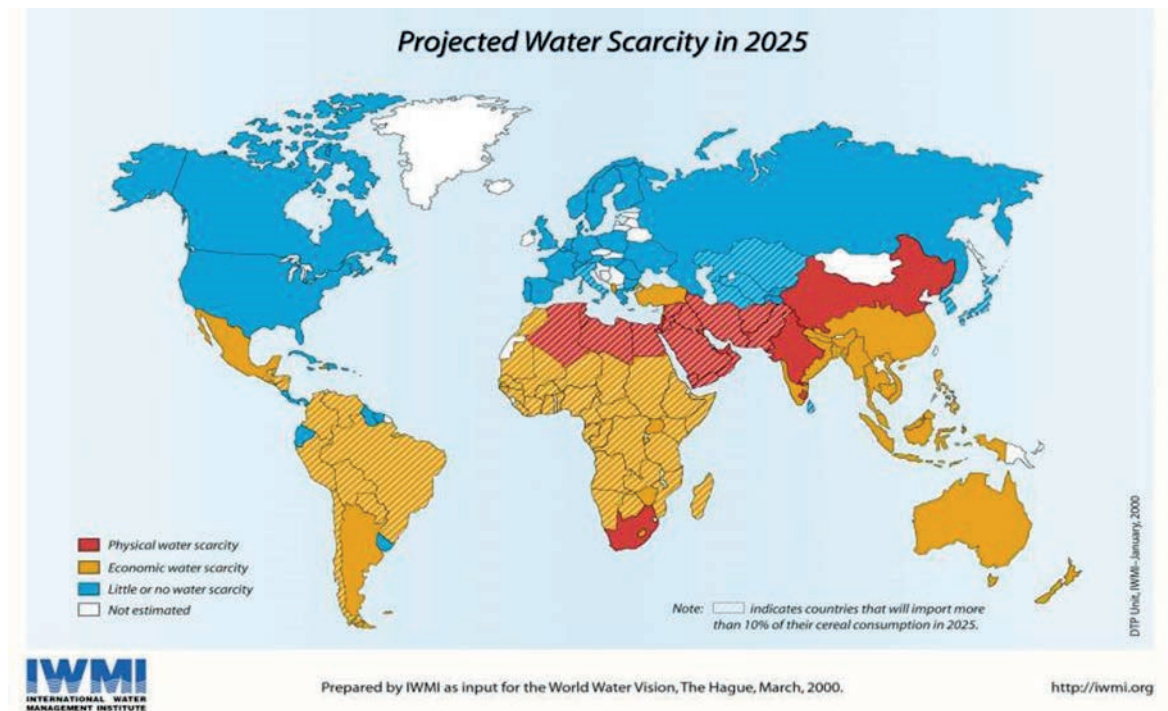 Projected Water Scarcity in 2025
Physical water scarcity
Economic water scarcity
Little or no water scarcity
Not estimated
Note: indicates countries that will import more
than 10% of their cereal consumption in 2025.
DTP Unit, IWMI-January, 2000
IWMI
INTERNATIONAL WATER
MANAGEMENT INSTITUTE
Prepared by IWMI as input for the World Water Vision, The Hague, March, 2000.
http://iwmi.org